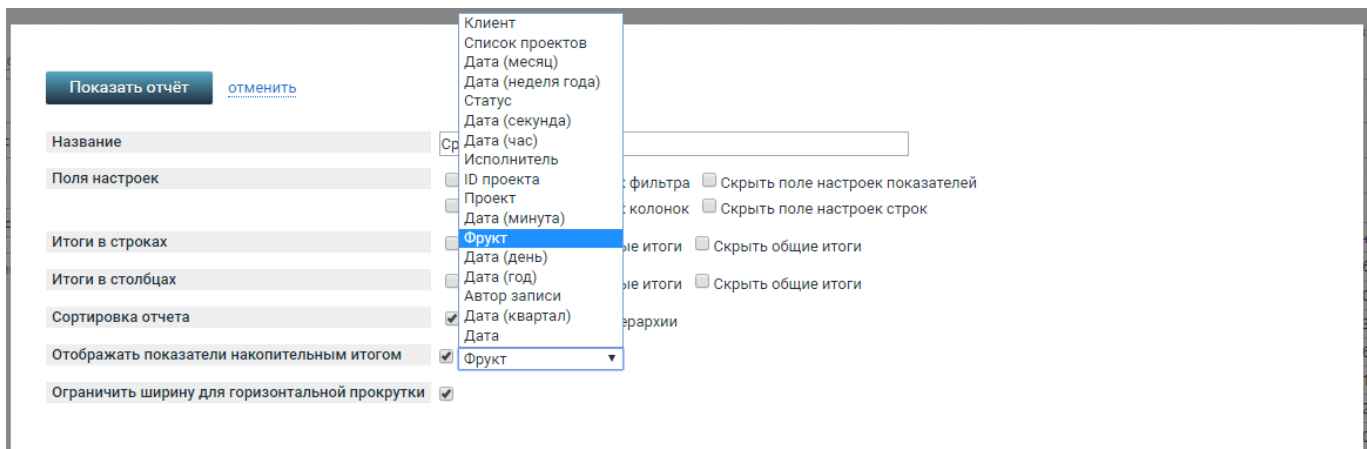 Клиент
Список проектов
Дата (месяц)
Дата (неделя года)
Статус
Дата (секунда)
Дата (час)
Исполнитель
ID проекта
Проект
Дата (минута)
Фрукт
Дата (день)
Дата (год)
Автор записи
Дата (квартал)
Дата
Показать отчёт отменить
Название Ср
Поля настроек фильтра Скрыть поле настроек показателей
колонок Скрыть поле настроек строк
Итоги в строках итоги Скрыть общие итоги
Итоги в столбцах итоги Скрыть общие итоги
Сортировка отчета
Отображать показатели накопительным итогом Фрукт
Ограничить ширину для горизонтальной прокрутки